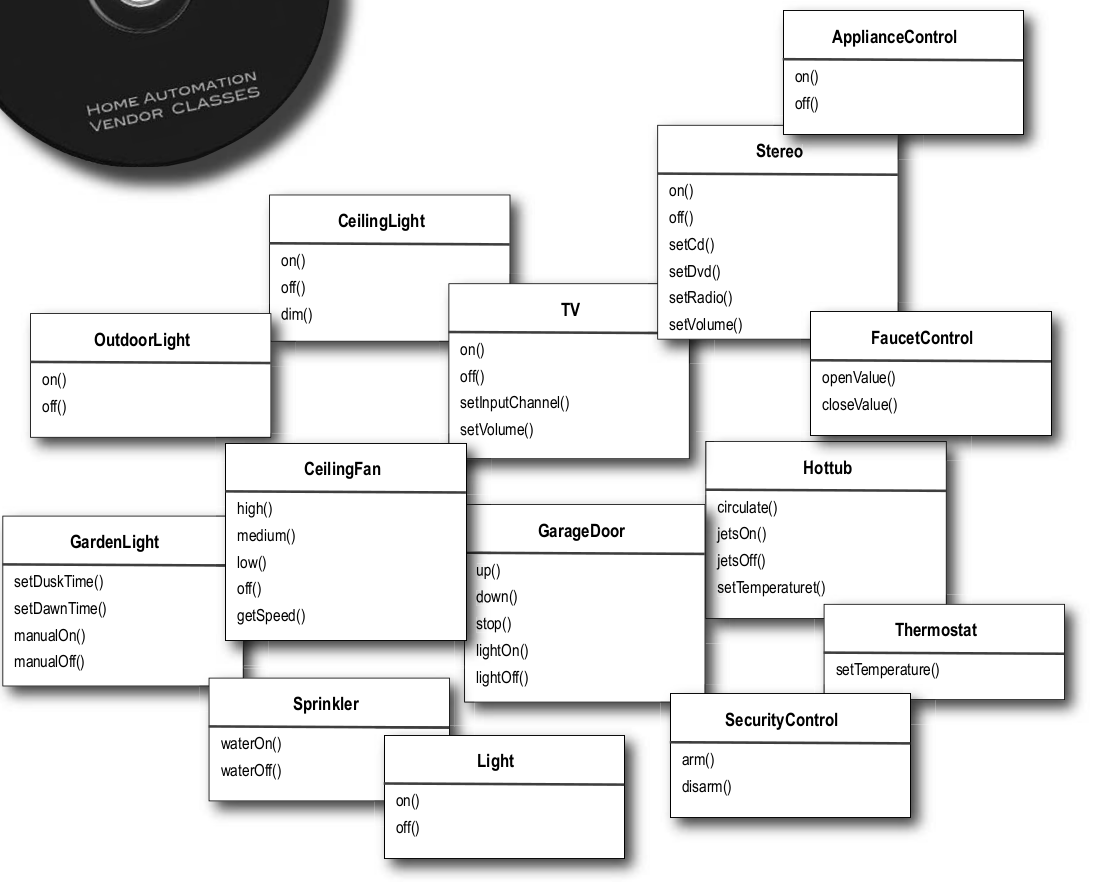 HOME AUTOMATION
VENDOR CLASSES
ApplianceControl
on()
off()
Stereo
on()
off()
setCd()
setDvd()
setRadio()
setVolume()
CeilingLight
on()
off()
dim()
TV
on()
off()
setInputChannel()
setVolume()
OutdoorLight
on()
off()
FaucetControl
openValue()
closeValue()
CeilingFan
high()
medium()
low()
off()
getSpeed()
Hottub
circulate()
jetsOn()
jetsOff()
setTemperaturet()
GardenLight
setDuskTime()
setDawnTime()
manualOn()
manualOff()
GarageDoor
up()
down()
stop()
lightOn()
lightOff()
Thermostat
setTemperature()
Sprinkler
waterOn()
waterOff()
SecurityControl
arm()
disarm()
Light
on()
off()